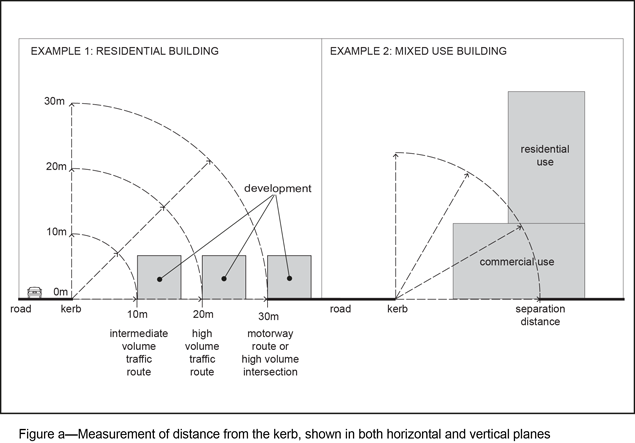 EXAMPLE 1: RESIDENTIAL BUILDING
30m
20m
10m
0m
development
road
kerb
10m
20m
30m
intermediate
volume
traffic
route
high
volume
traffic
route
motorway
route or
high volume
intersection
EXAMPLE 2: MIXED USE BUILDING
residential
use
commercial use
road
kerb
separation
distance
Figure a—Measurement of distance from the kerb, shown in both horizontal and vertical planes